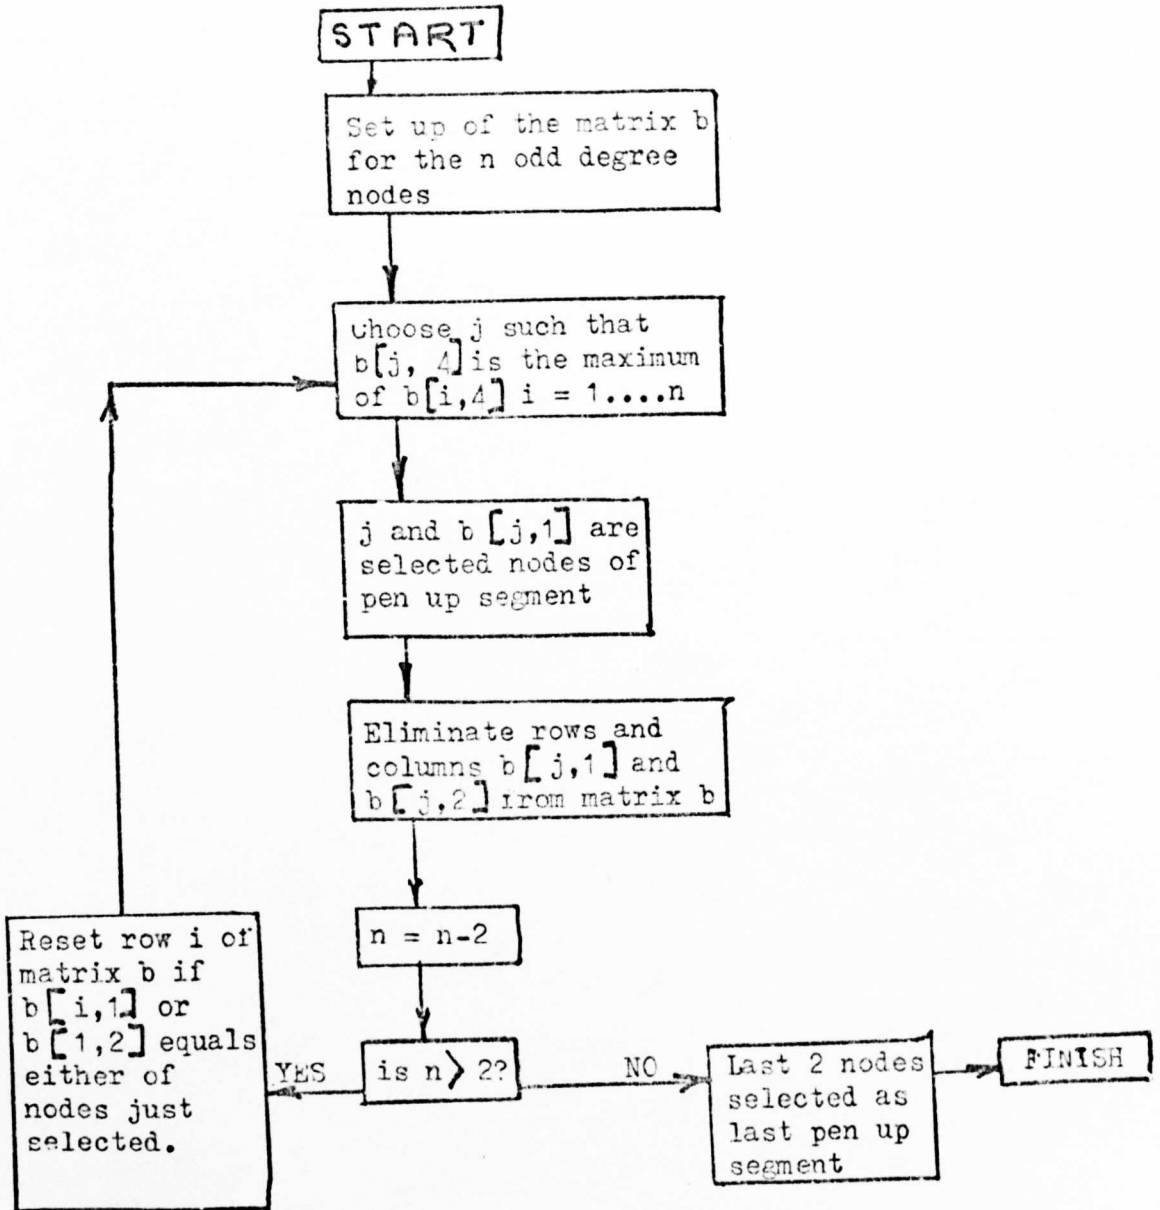 START
Set up of the matrix b
for the n odd degree
nodes
Choose j such that
b[j, 4] is the maximum
of b[i,4] i = 1....n
j and b [j,1] are
selected nodes of
pen up segment
Eliminate rows and
columns b[j,1] and
b[j,2] from matrix b
n = n-2
is n > 2?
YES
NO
Reset row i of
matrix b if
b[i,1] or
b[1,2] equals
either of
nodes just
selected.
Last 2 nodes
selected as
last pen up
segment
FINISH